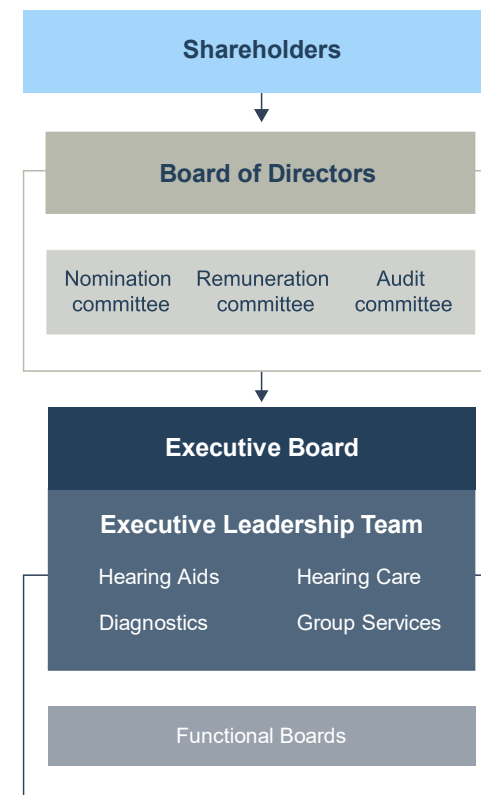 Shareholders
Board of Directors
Nomination committee
Remuneration committee
Audit committee
Executive Board
Executive Leadership Team
Hearing Aids
Hearing Care
Diagnostics
Group Services
Functional Boards